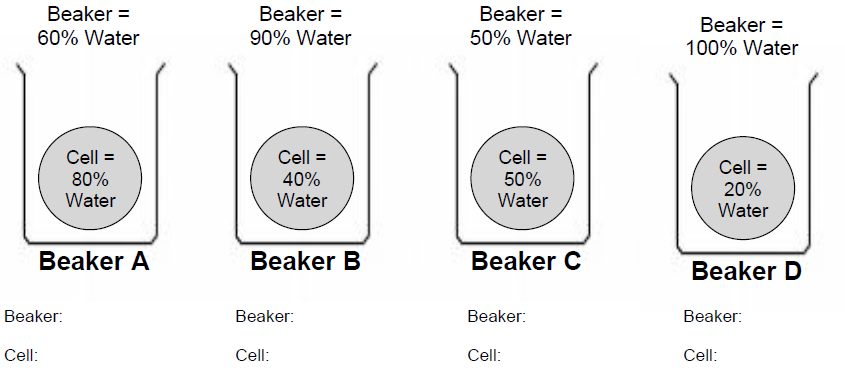 Beaker =
60% Water
Cell =
80%
Water
Beaker A
Beaker:
Cell:
Beaker =
90% Water
Cell =
40%
Water
Beaker B
Beaker:
Cell:
Beaker =
50% Water
Cell =
50%
Water
Beaker C
Beaker:
Cell:
Beaker =
100% Water
Cell =
20%
Water
Beaker D
Beaker:
Cell: